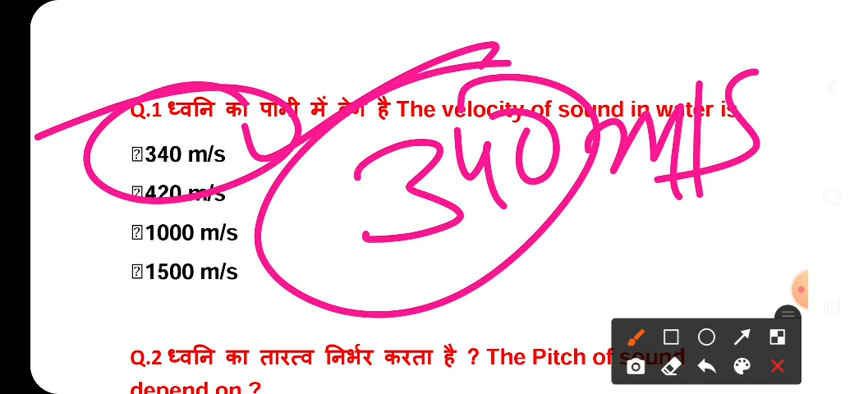 Q.1 ध्वनि का पानी में वेग है The velocity of sound in water is
340 m/s
340 m/s
420 m/s
1000 m/s
1500 m/s
Q.2 ध्वनि का तारत्व निर्भर करता है ? The Pitch of sound
depend on ?